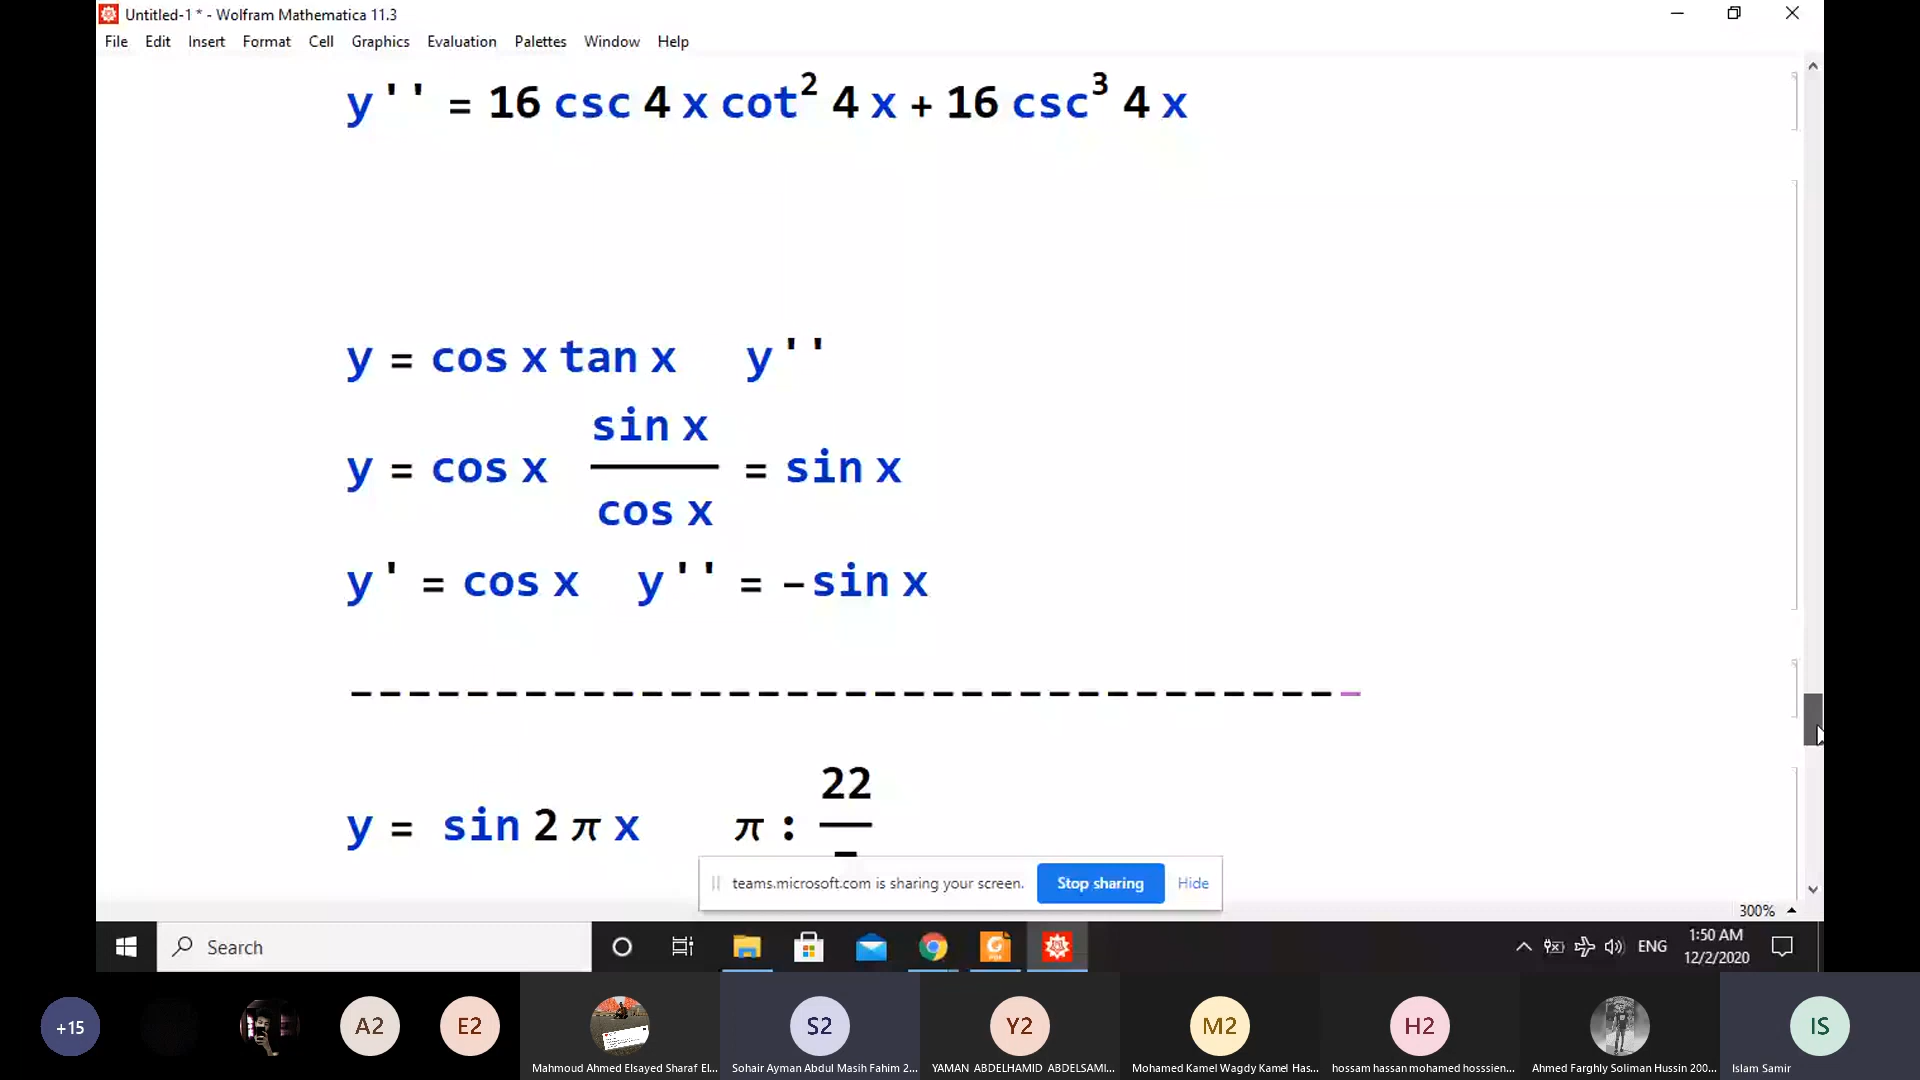 Untitled-1 * - Wolfram Mathematica 11.3
File Edit Insert Format Cell Graphics Evaluation Palettes Window Help
y'' = 16 csc 4 x cot² 4 x + 16 csc³ 4 x
y = cos x tan x y''
y = cos x sin x / cos x = sin x
y' = cos x y'' = -sin x
-----------------------------------
y = sin 2 π x π : 22
teams.microsoft.com is sharing your screen. Stop sharing Hide
300%
Search
ENG
1:50 AM
12/2/2020
+15
A2
E2
S2
Y2
M2
H2
IS
Mahmoud Ahmed Elsayed Sharaf El...
Sohair Ayman Abdul Masih Fahim 2...
YAMAN ABDELHAMID ABDELSAMI...
Mohamed Kamel Wagdy Kamel Has...
hossam hassan mohamed hosssien...
Ahmed Farghly Soliman Hussin 200...
Islam Samir